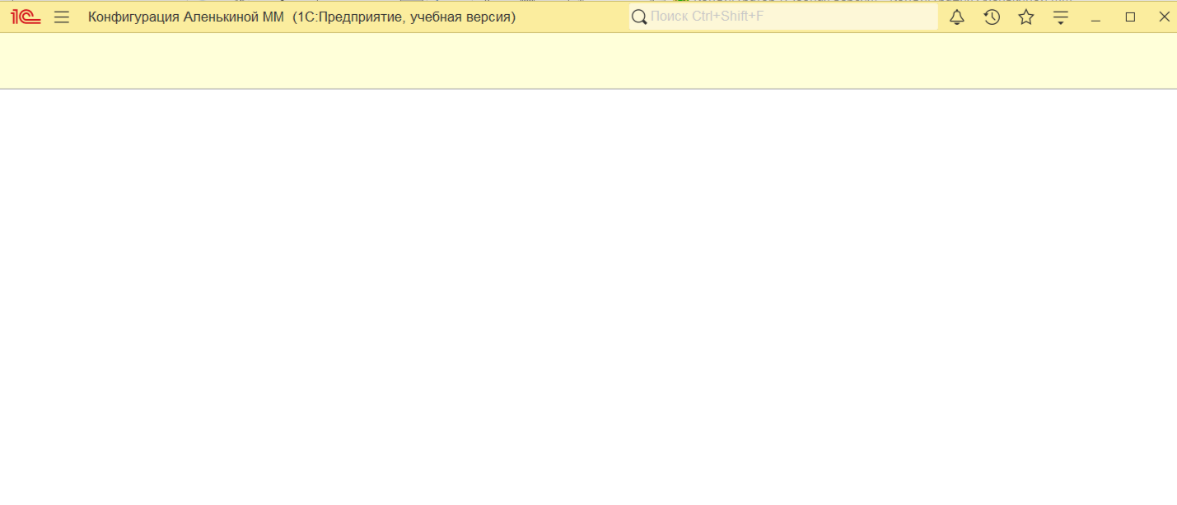 1С Конфигурация Аленькиной ММ (1С:Предприятие, учебная версия) Поиск Ctrl+Shift+F